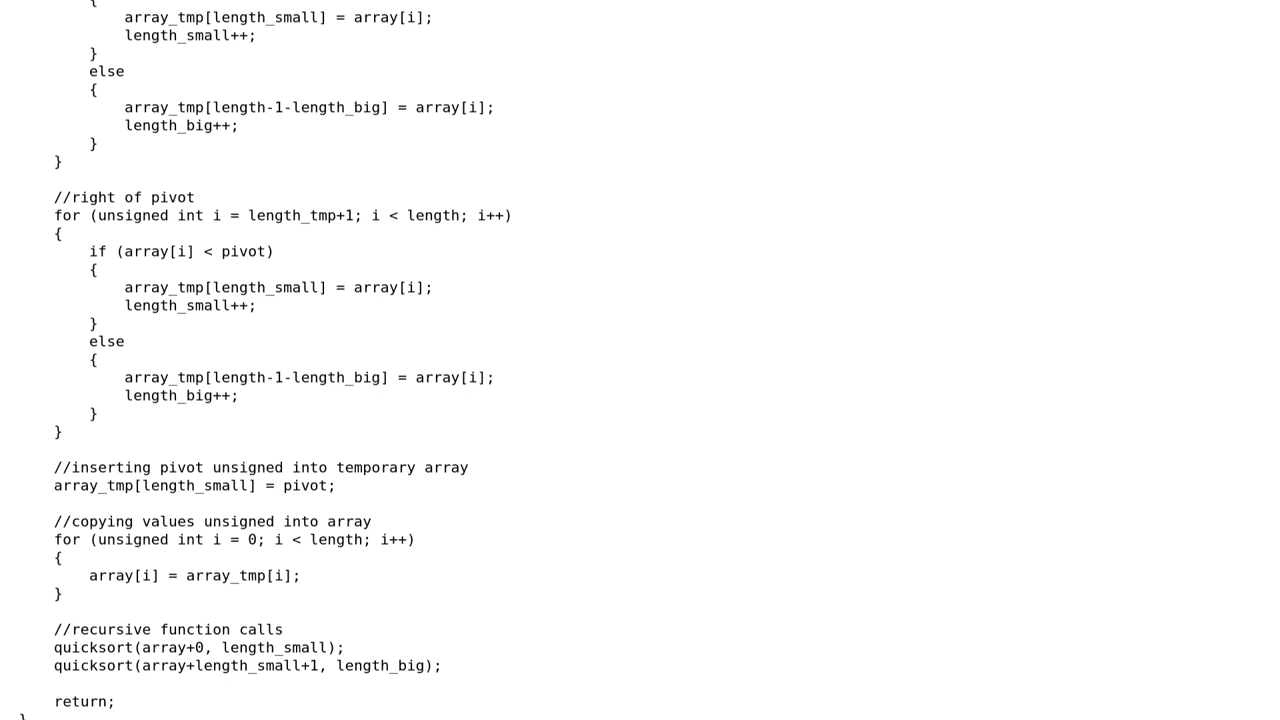 {
array_tmp[length_small] = array[i];
length_small++;
}
else
{
array_tmp[length-1-length_big] = array[i];
length_big++;
}
}
//right of pivot
for (unsigned int i = length_tmp+1; i < length; i++)
{
if (array[i] < pivot)
{
array_tmp[length_small] = array[i];
length_small++;
}
else
{
array_tmp[length-1-length_big] = array[i];
length_big++;
}
}
//inserting pivot unsigned into temporary array
array_tmp[length_small] = pivot;
//copying values unsigned into array
for (unsigned int i = 0; i < length; i++)
{
array[i] = array_tmp[i];
}
//recursive function calls
quicksort(array+0, length_small);
quicksort(array+length_small+1, length_big);
return;
}